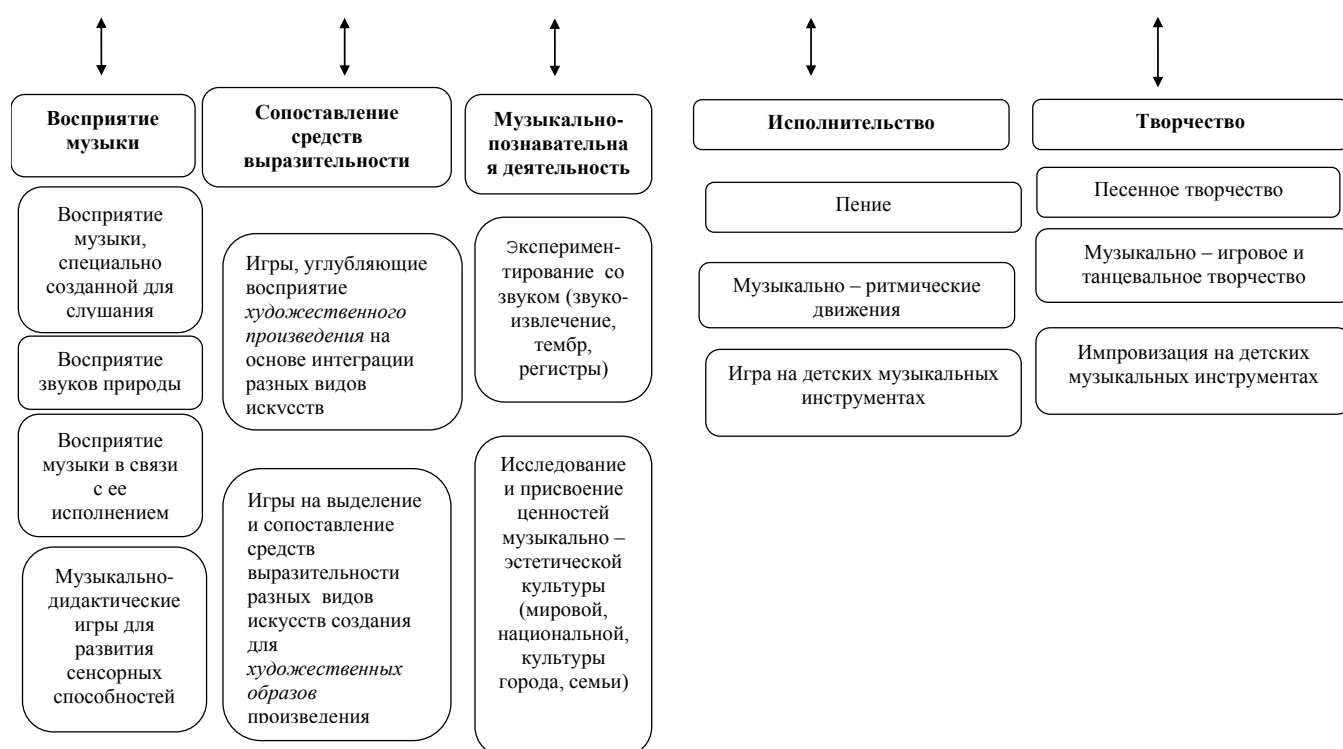 Восприятие
музыки
Восприятие
музыки,
специально
созданной для
слушания
Восприятие
звуков природы
Восприятие
музыки в связи
с ее
исполнением
Музыкально-
дидактические
игры для
развития
сенсорных
способностей
Сопоставление
средств
выразительности
Игры, углубляющие
восприятие
художественного
произведения на
основе интеграции
разных видов
искусств
Игры на выделение
и сопоставление
средств
выразительности
разных видов
искусств создания
для
художественных
образов
произведения
Музыкально-
познавательна
я деятельность
Эксперимен-
тирование со
звуком (звуко-
извлечение,
тембр,
регистры)
Исследование
и присвоение
ценностей
музыкально –
эстетической
культуры
(мировой,
национальной,
культуры
города, семьи)
Исполнительство
Пение
Музыкально – ритмические
движения
Игра на детских музыкальных
инструментах
Творчество
Песенное творчество
Музыкально – игровое и
танцевальное творчество
Импровизация на детских
музыкальных инструментах